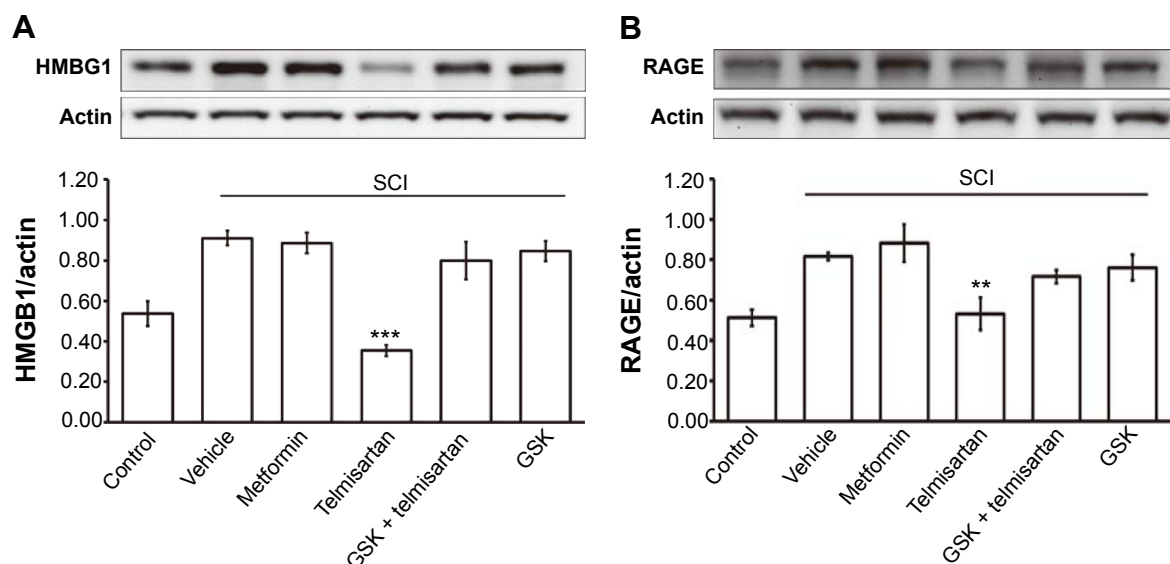 A
HMBG1
Actin
SCI
1.20
1.00
0.80
0.60
0.40
0.20
0.00
HMGB1/actin
***
Control
Vehicle
Metformin
Telmisartan
GSK + telmisartan
GSK
B
RAGE
Actin
SCI
1.20
1.00
0.80
0.60
0.40
0.20
0.00
RAGE/actin
**
Control
Vehicle
Metformin
Telmisartan
GSK + telmisartan
GSK